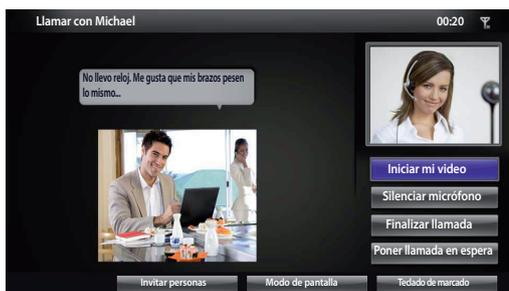 Llamar con Michael
00:20
No llevo reloj. Me gusta que mis brazos pesen
lo mismo...
Iniciar mi video
Silenciar micrófono
Finalizar llamada
Poner llamada en espera
Invitar personas
Modo de pantalla
Teclado de marcado